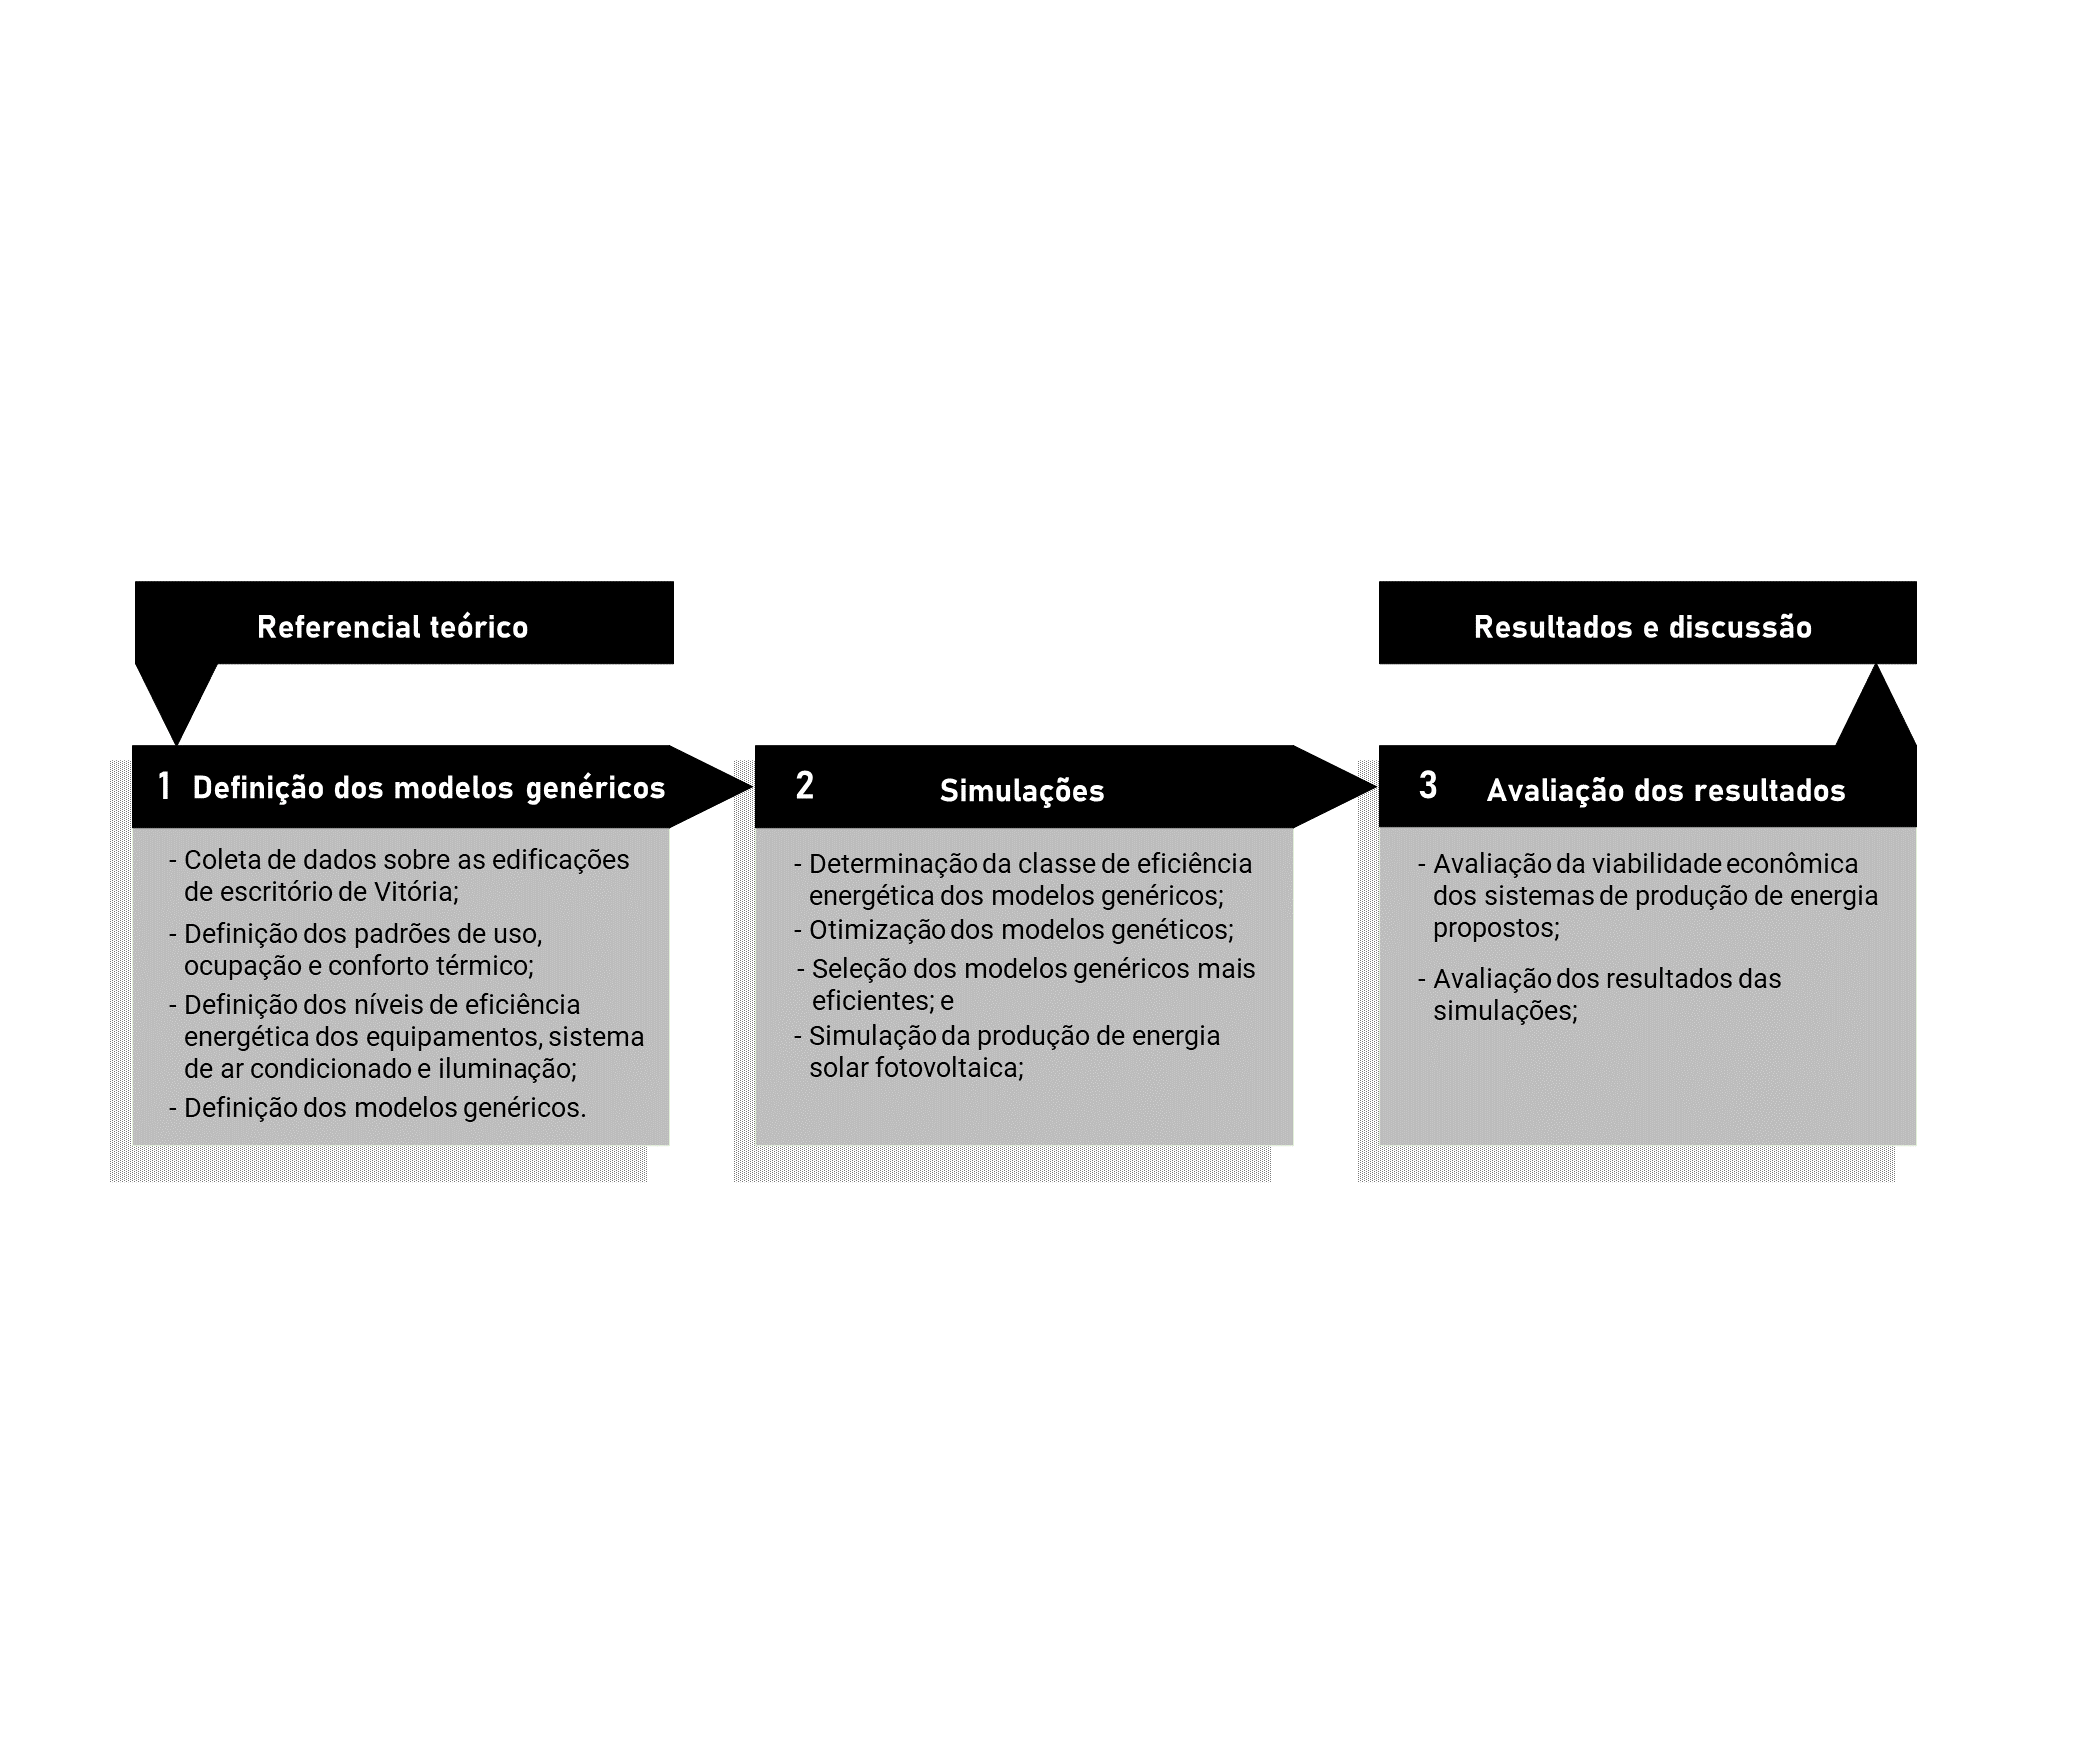 Referencial teórico
Resultados e discussão
1 Definição dos modelos genéricos
- Coleta de dados sobre as edificações
de escritório de Vitória;
- Definição dos padrões de uso,
ocupação e conforto térmico;
- Definição dos níveis de eficiência
energética dos equipamentos, sistema
de ar condicionado e iluminação;
- Definição dos modelos genéricos.
2 Simulações
- Determinação da classe de eficiência
energética dos modelos genéricos;
- Otimização dos modelos genéticos;
- Seleção dos modelos genéricos mais
eficientes; e
- Simulação da produção de energia
solar fotovoltaica;
3 Avaliação dos resultados
- Avaliação da viabilidade econômica
dos sistemas de produção de energia
propostos;
- Avaliação dos resultados das
simulações;